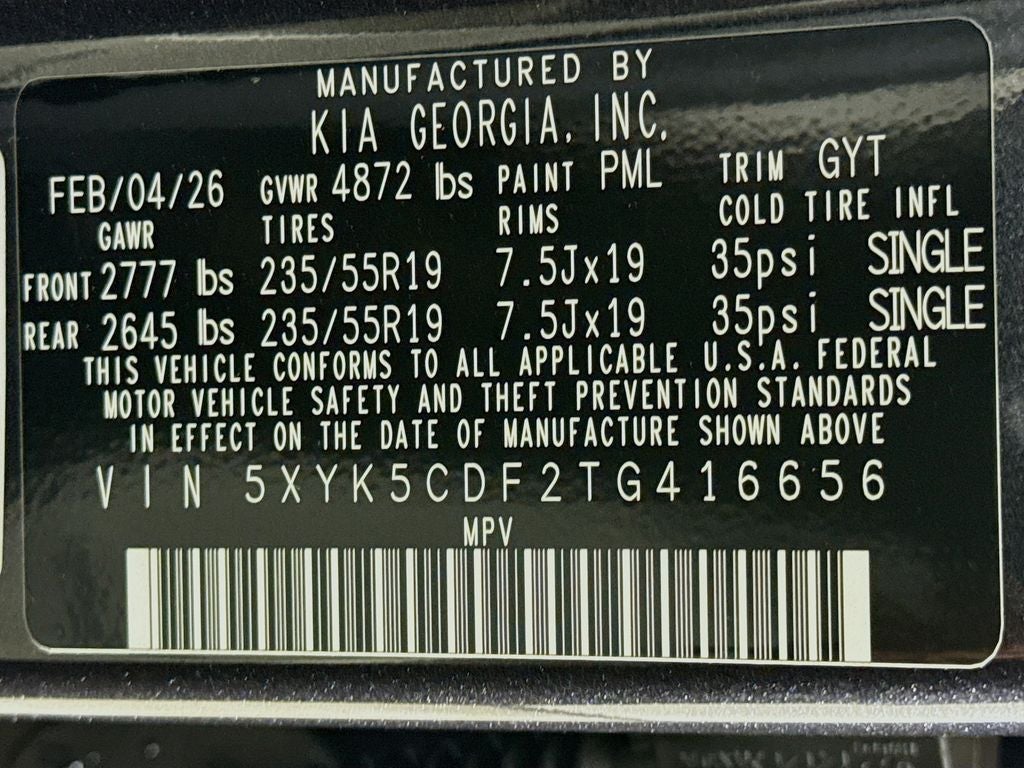 MANUFACTURED BY
KIA GEORGIA, INC.
FEB/04/26 GVWR 4872 lbs PAINT PML TRIM GYT
GAWR TIRES RIMS COLD TIRE INFL
FRONT 2777 lbs 235/55R19 7.5Jx19 35psi SINGLE
REAR 2645 lbs 235/55R19 7.5Jx19 35psi SINGLE
THIS VEHICLE CONFORMS TO ALL APPLICABLE U.S.A. FEDERAL
MOTOR VEHICLE SAFETY AND THEFT PREVENTION STANDARDS
IN EFFECT ON THE DATE OF MANUFACTURE SHOWN ABOVE
VIN 5XYK5CDF2TG416656
MPV